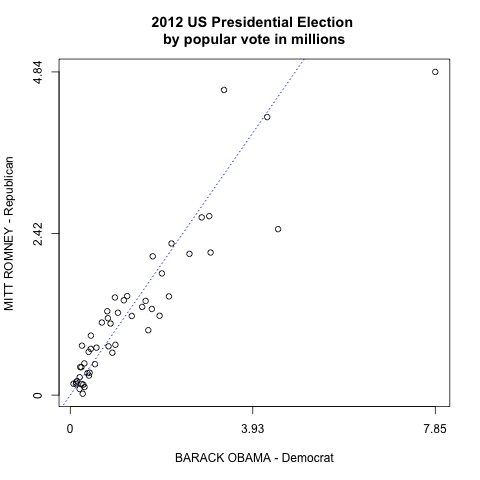 2012 US Presidential Election
by popular vote in millions
4.84
2.42
0
MITT ROMNEY - Republican
0
3.93
7.85
BARACK OBAMA - Democrat